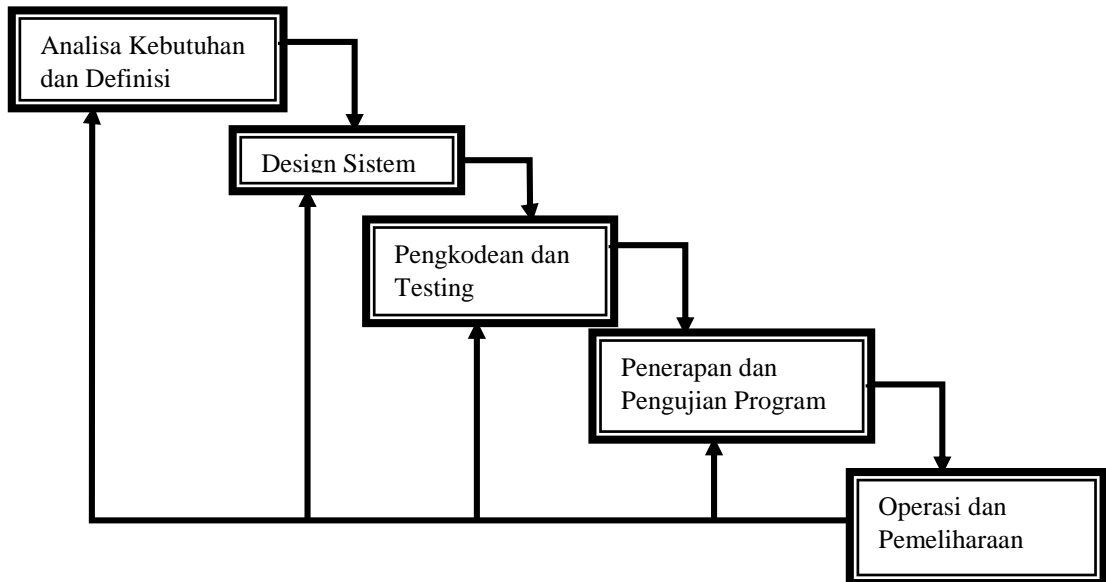 Analisa Kebutuhan
dan Definisi
Design Sistem
Pengkodean dan
Testing
Penerapan dan
Pengujian Program
Operasi dan
Pemeliharaan